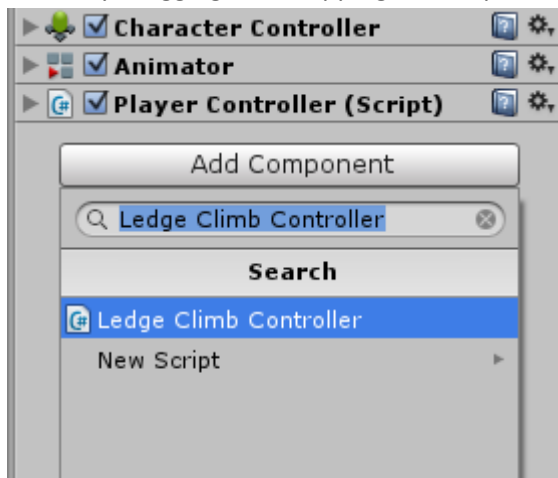 Character Controller
Animator
Player Controller (Script)
Add Component
Ledge Climb Controller
Search
Ledge Climb Controller
New Script